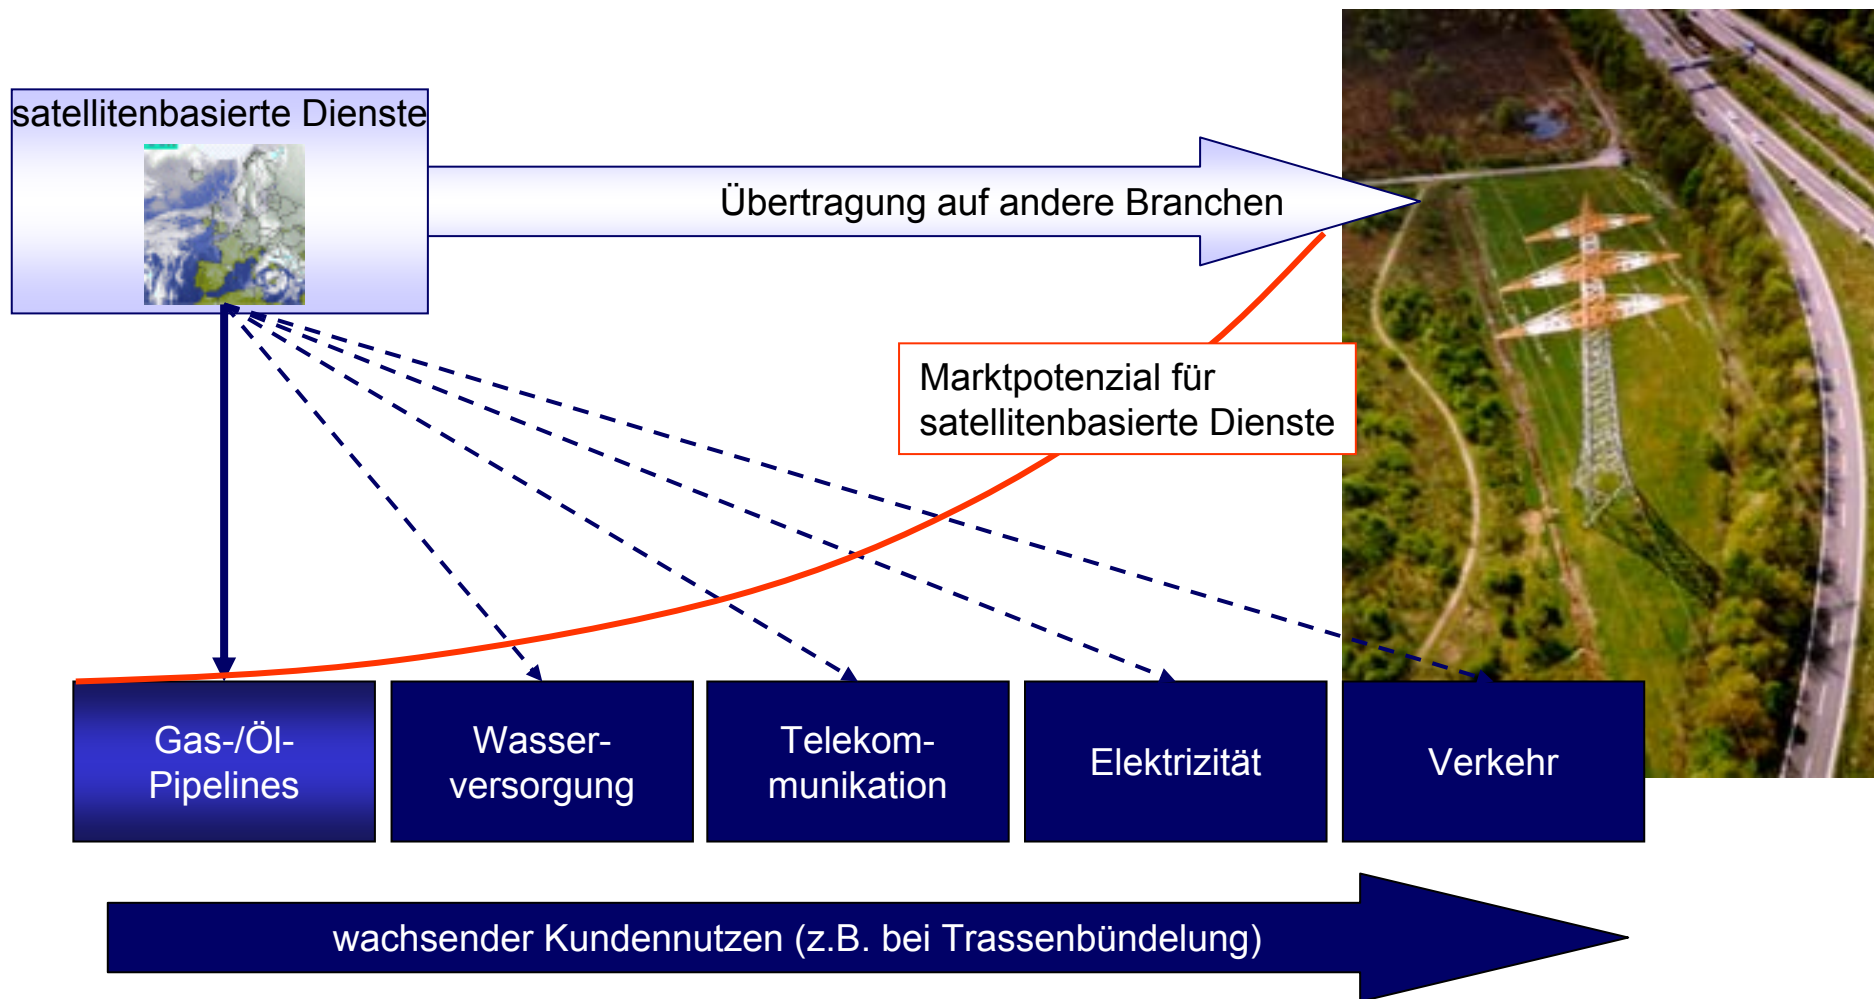 satellitenbasierte Dienste
Übertragung auf andere Branchen
Marktpotenzial für
satellitenbasierte Dienste
Gas-/Öl-
Pipelines
Wasser-
versorgung
Telekom-
munikation
Elektrizität
Verkehr
wachsender Kundennutzen (z.B. bei Trassenbündelung)